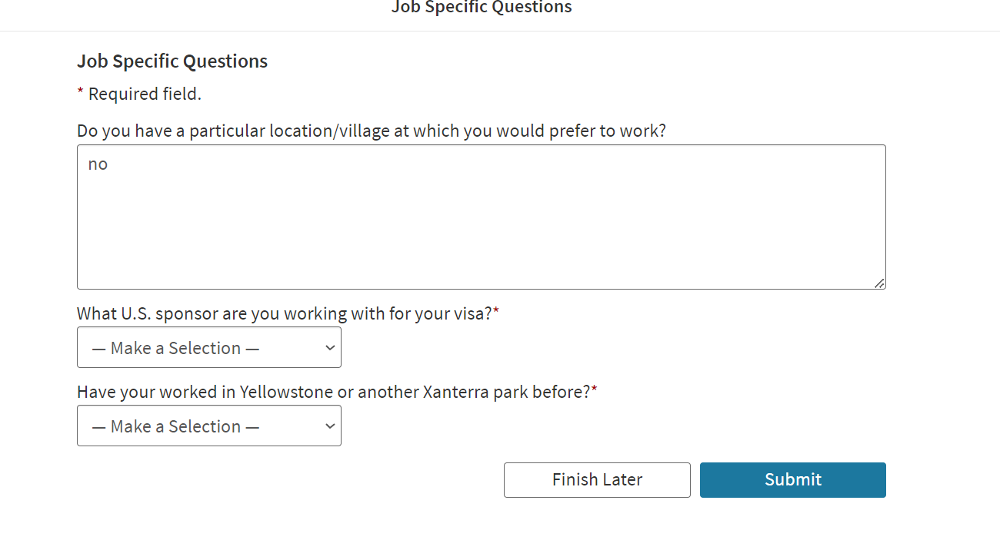 Job Specific Questions
Job Specific Questions
* Required field.
Do you have a particular location/village at which you would prefer to work?
no
What U.S. sponsor are you working with for your visa?*
— Make a Selection —
Have your worked in Yellowstone or another Xanterra park before?*
— Make a Selection —
Finish Later
Submit